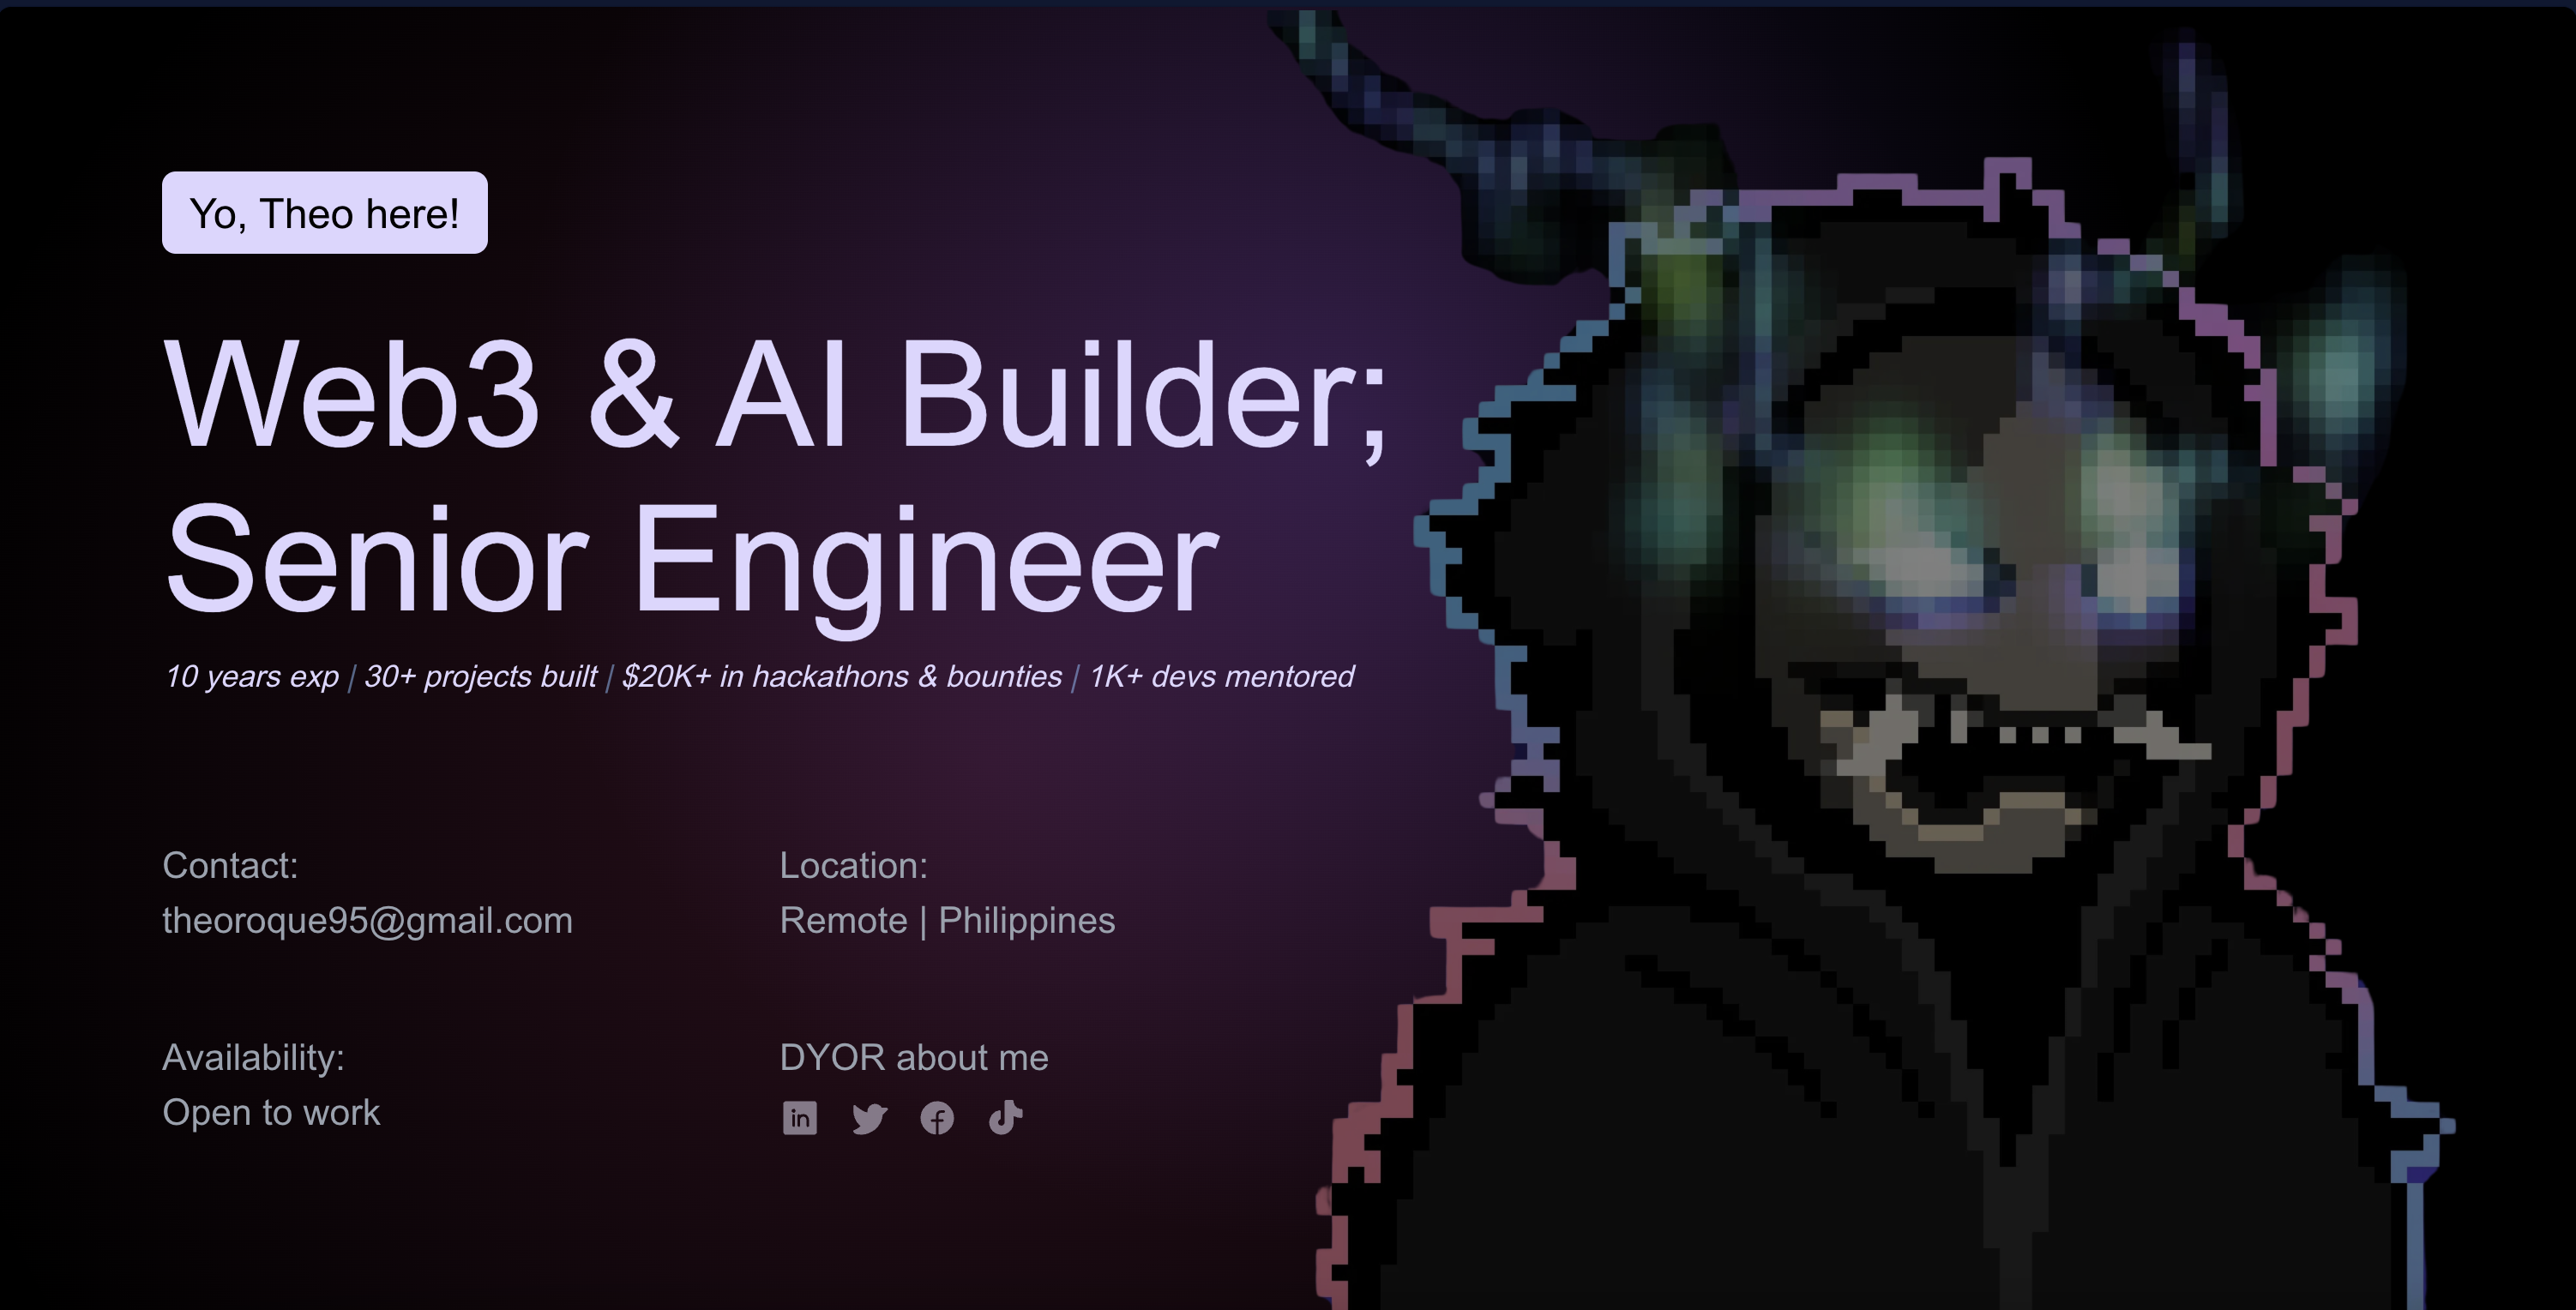 Yo, Theo here!
Web3 & AI Builder;
Senior Engineer
10 years exp | 30+ projects built | $20K+ in hackathons & bounties | 1K+ devs mentored
Contact:
theoroque95@gmail.com
Location:
Remote | Philippines
Availability:
Open to work
DYOR about me
in